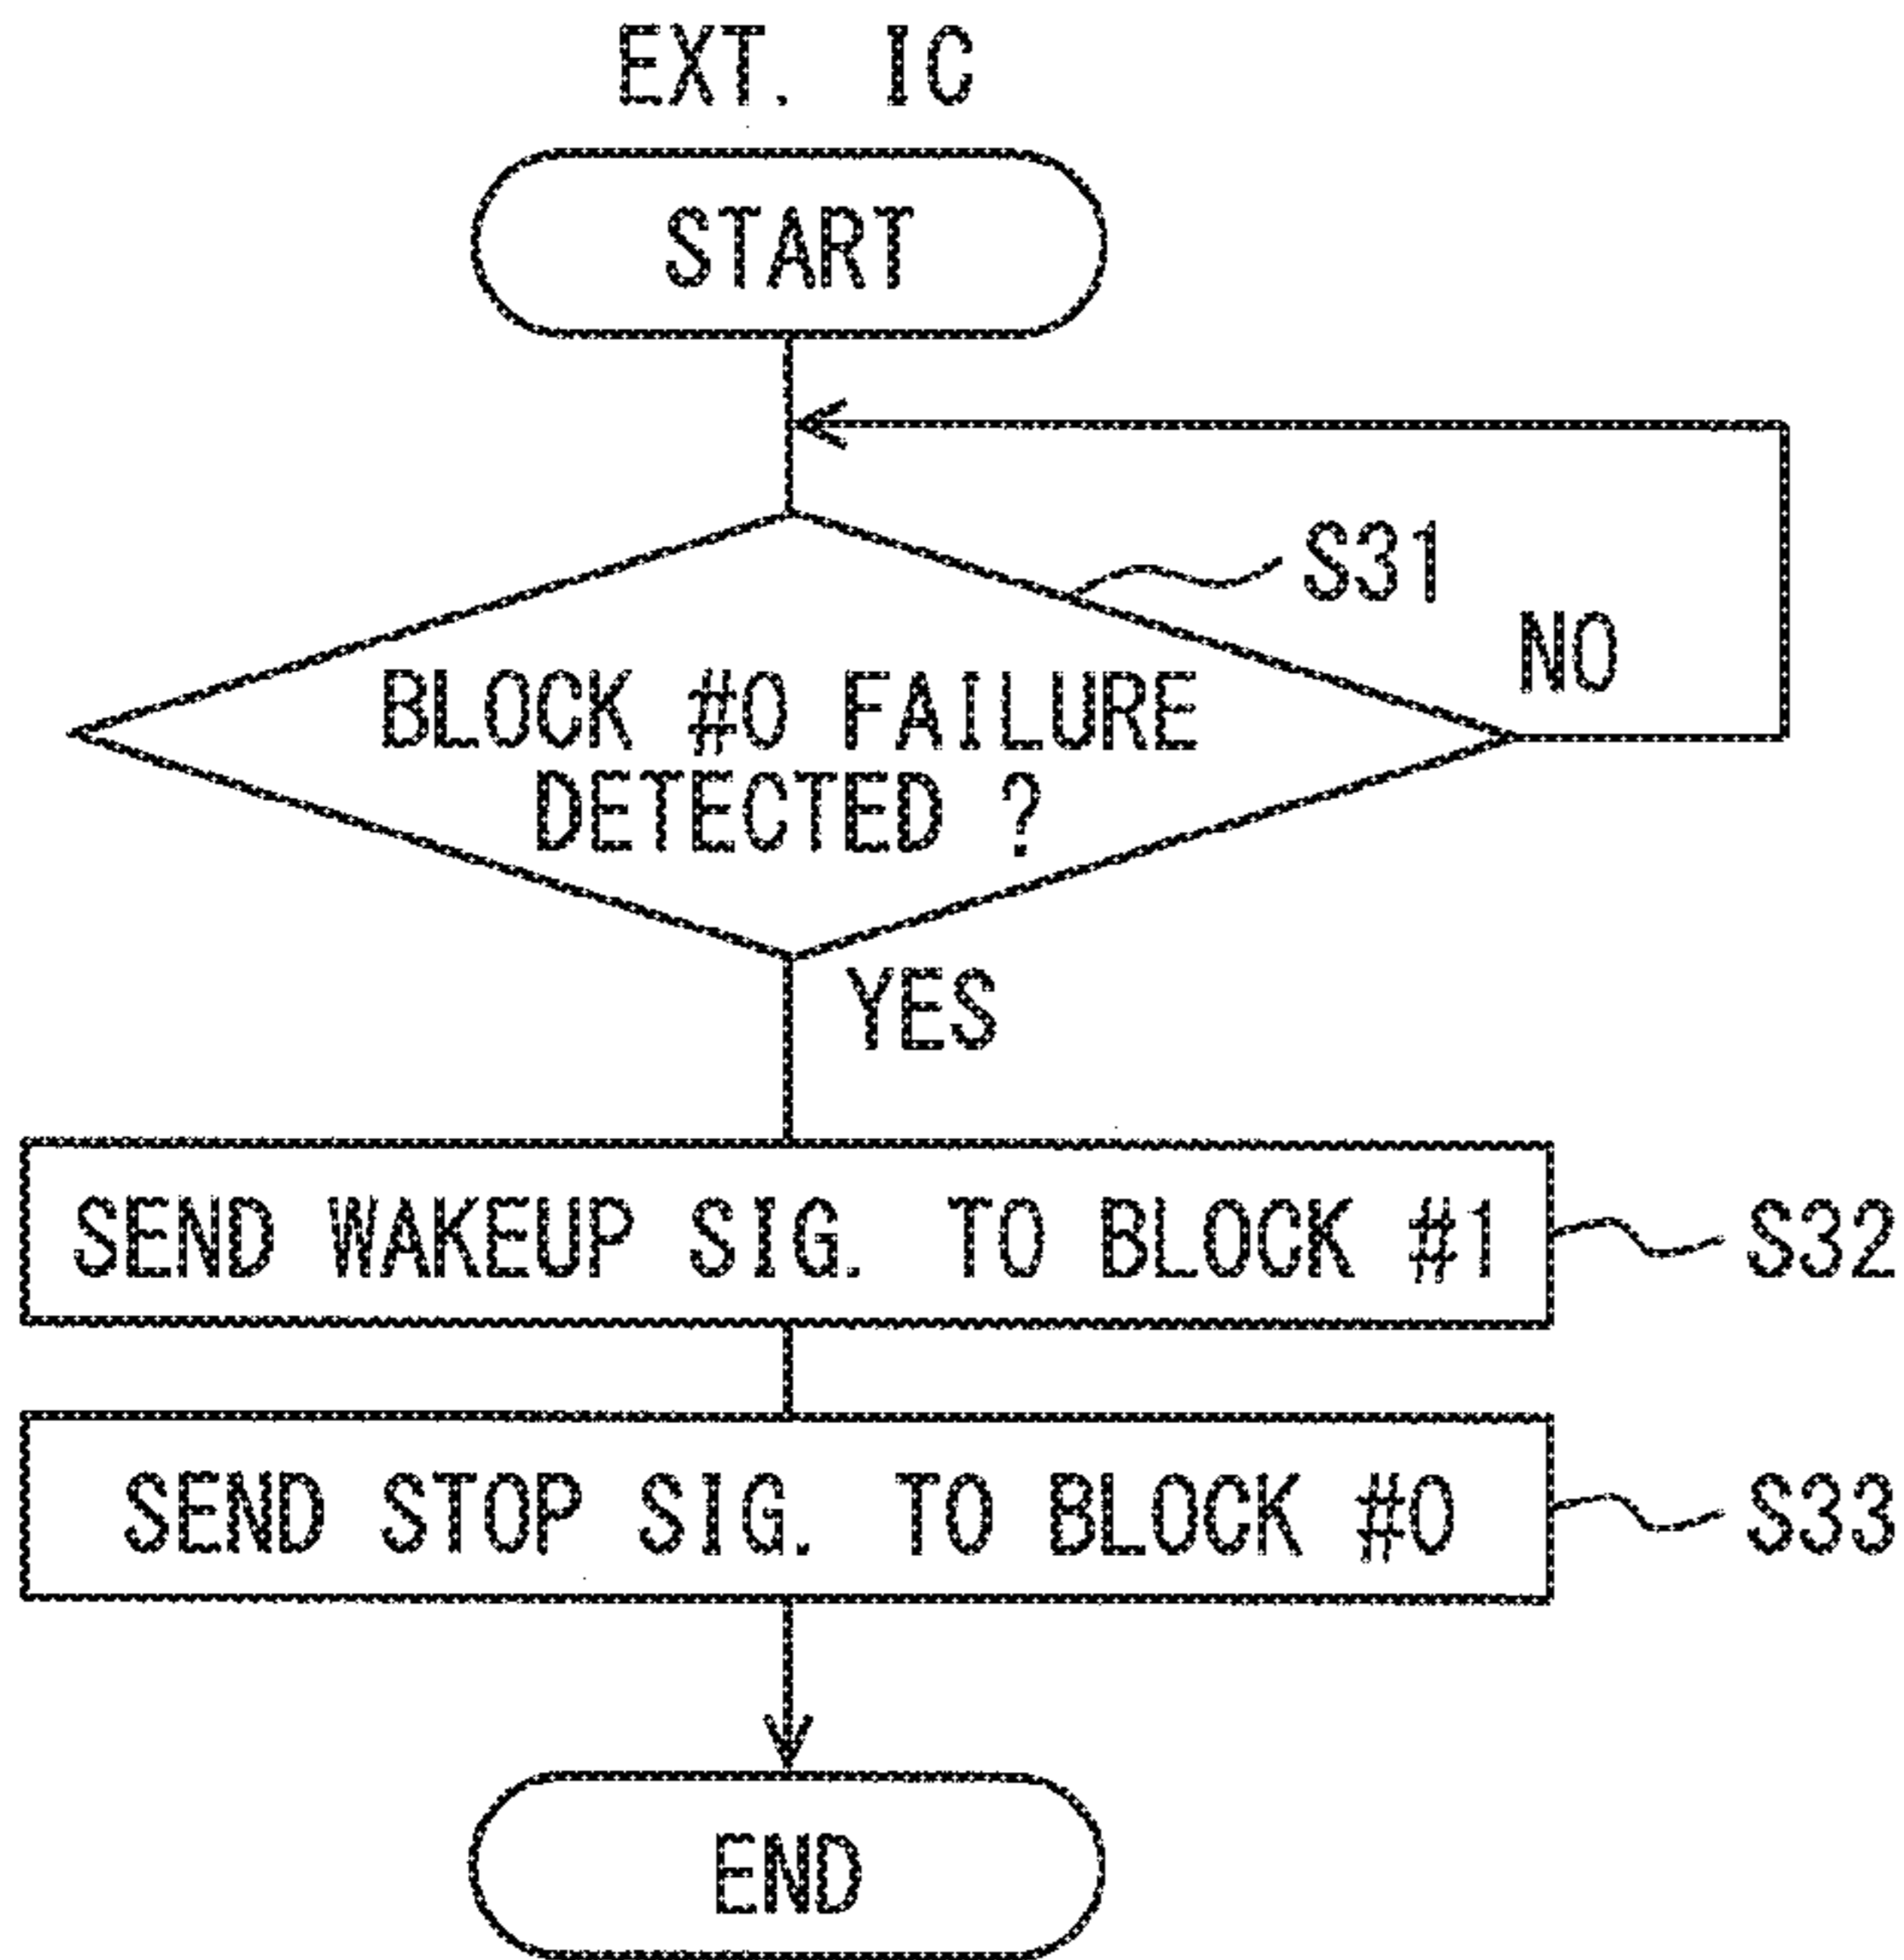 EXT. IC
START
S31
NO
BLOCK #0 FAILURE
DETECTED ?
YES
SEND WAKEUP SIG. TO BLOCK #1
S32
SEND STOP SIG. TO BLOCK #0
S33
END